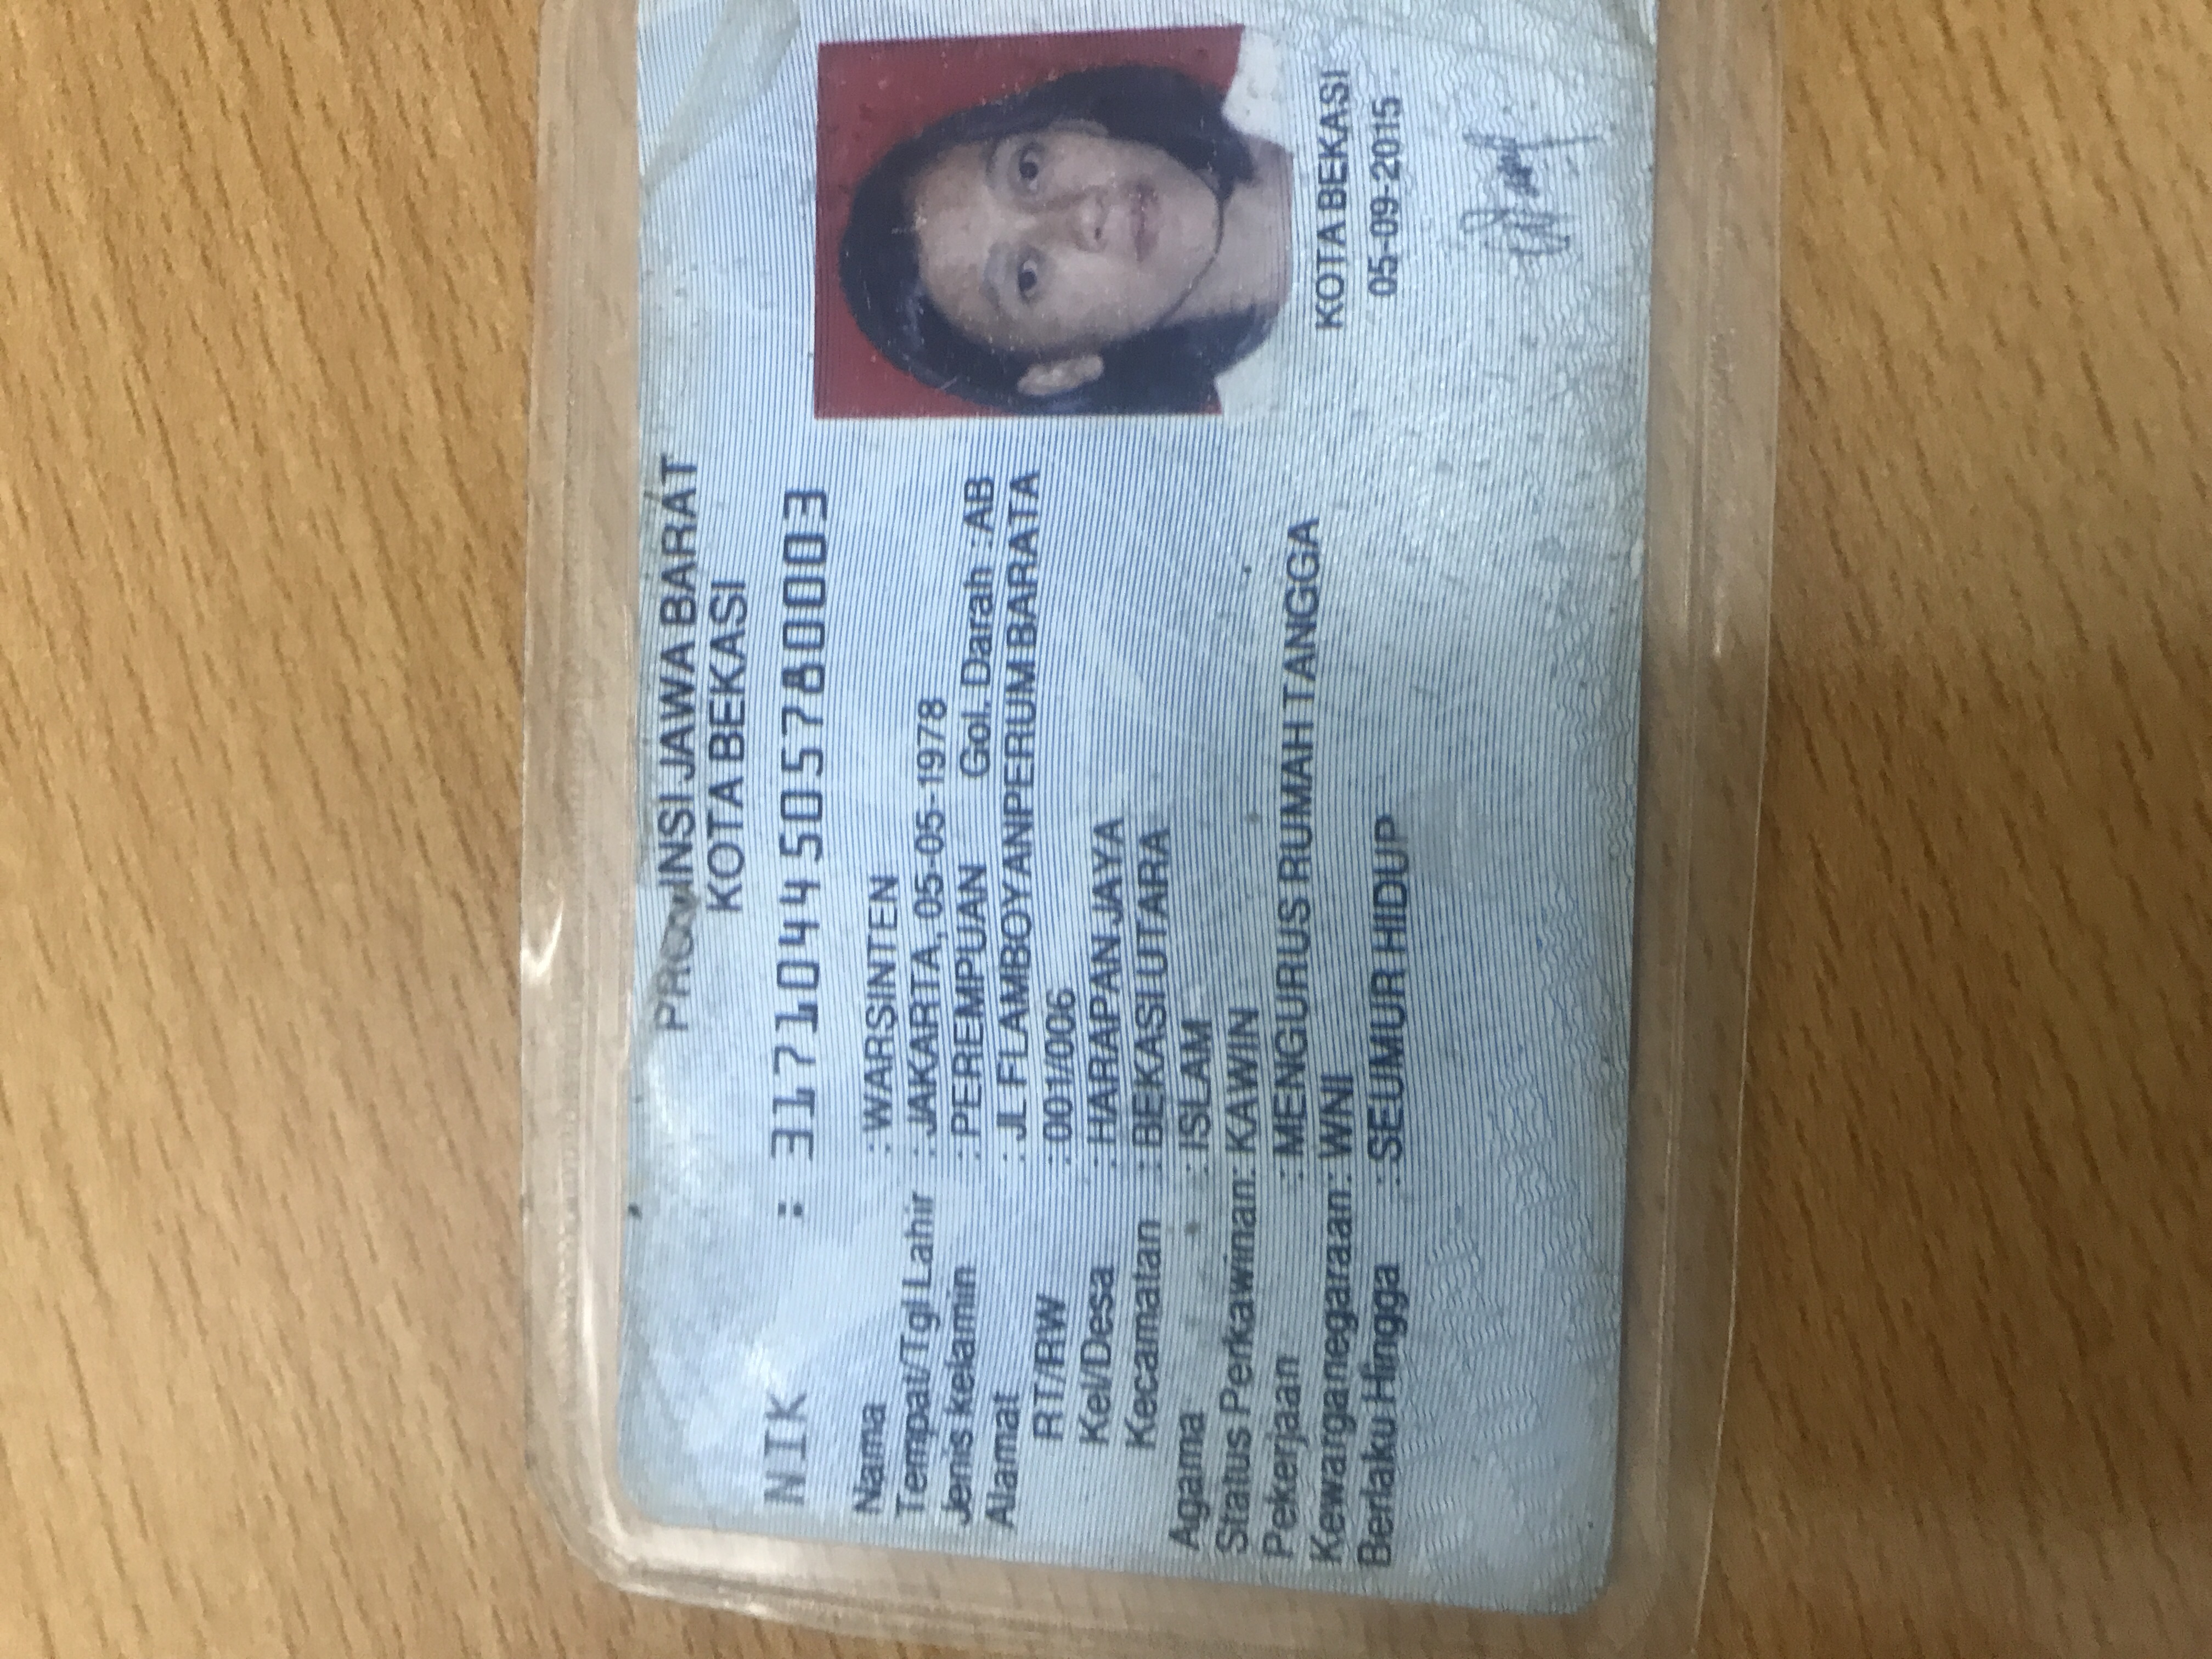 PROVINSI JAWA BARAT
KOTA BEKASI
NIK : 3171044505780003
Nama : WARSINTEN
Tempat/Tgl Lahir : JAKARTA, 05-05-1978
Jenis kelamin : PEREMPUAN Gol. Darah : AB
Alamat : JL FLAMBOYANPERUM BARATA
RT/RW : 001/006
Kel/Desa : HARAPAN JAYA
Kecamatan : BEKASI UTARA
Agama : ISLAM
Status Perkawinan: KAWIN
Pekerjaan : MENGURUS RUMAH TANGGA
Kewarganegaraan: WNI
Berlaku Hingga : SEUMUR HIDUP
KOTA BEKASI
05-09-2015